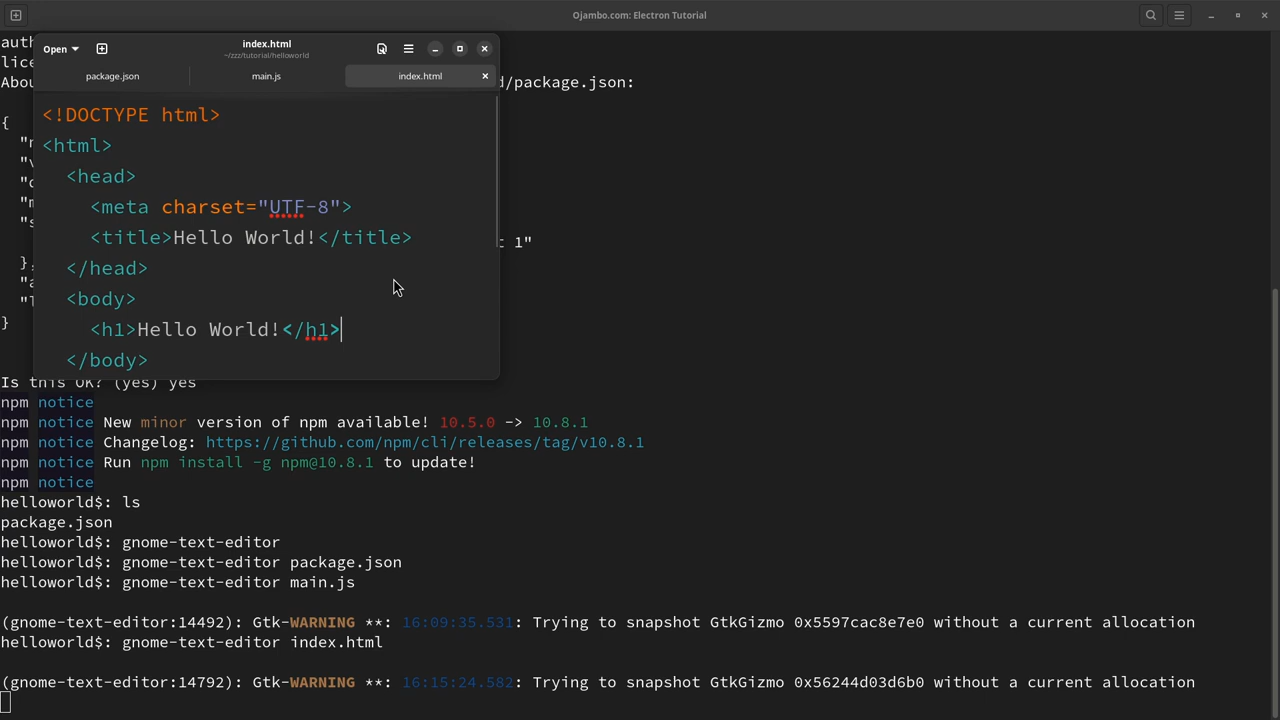 Ojambo.com: Electron Tutorial
Open
index.html
~/zzz/tutorial/helloworld
package.json
main.js
index.html
<!DOCTYPE html>
<html>
<head>
<meta charset="UTF-8">
<title>Hello World!</title>
</head>
<body>
<h1>Hello World!</h1>
</body>
auth
lice
Abou
d/package.json:
{
"n
"v
"d
"m
"s
t 1"
},
"a
"l
}
Is this OK? (yes) yes
npm notice
npm notice New minor version of npm available! 10.5.0 -> 10.8.1
npm notice Changelog: https://github.com/npm/cli/releases/tag/v10.8.1
npm notice Run npm install -g npm@10.8.1 to update!
npm notice
helloworld$: ls
package.json
helloworld$: gnome-text-editor
helloworld$: gnome-text-editor package.json
helloworld$: gnome-text-editor main.js
(gnome-text-editor:14492): Gtk-WARNING **: 16:09:35.531: Trying to snapshot GtkGizmo 0x5597cac8e7e0 without a current allocation
helloworld$: gnome-text-editor index.html
(gnome-text-editor:14792): Gtk-WARNING **: 16:15:24.582: Trying to snapshot GtkGizmo 0x56244d03d6b0 without a current allocation